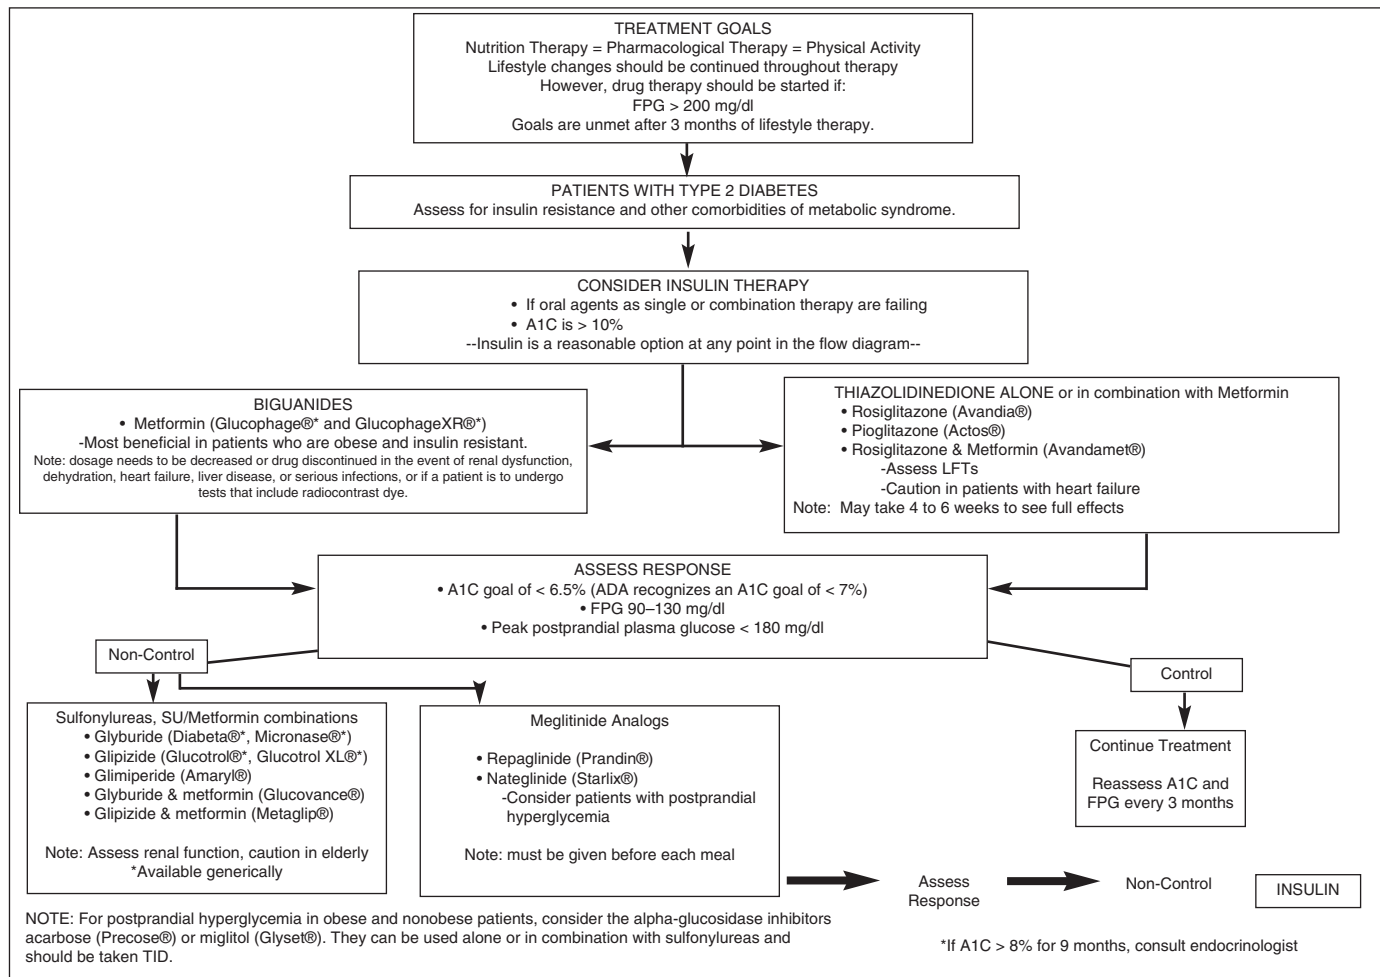 TREATMENT GOALS
Nutrition Therapy = Pharmacological Therapy = Physical Activity
Lifestyle changes should be continued throughout therapy
However, drug therapy should be started if:
FPG > 200 mg/dl
Goals are unmet after 3 months of lifestyle therapy.
PATIENTS WITH TYPE 2 DIABETES
Assess for insulin resistance and other comorbidities of metabolic syndrome.
CONSIDER INSULIN THERAPY
• If oral agents as single or combination therapy are failing
• A1C is > 10%
--Insulin is a reasonable option at any point in the flow diagram--
BIGUANIDES
• Metformin (Glucophage®* and GlucophageXR®*)
-Most beneficial in patients who are obese and insulin resistant.
Note: dosage needs to be decreased or drug discontinued in the event of renal dysfunction,
dehydration, heart failure, liver disease, or serious infections, or if a patient is to undergo
tests that include radiocontrast dye.
THIAZOLIDINEDIONE ALONE or in combination with Metformin
• Rosiglitazone (Avandia®)
• Pioglitazone (Actos®)
• Rosiglitazone & Metformin (Avandamet®)
-Assess LFTs
-Caution in patients with heart failure
Note: May take 4 to 6 weeks to see full effects
ASSESS RESPONSE
• A1C goal of < 6.5% (ADA recognizes an A1C goal of < 7%)
• FPG 90–130 mg/dl
• Peak postprandial plasma glucose < 180 mg/dl
Non-Control
Control
Sulfonylureas, SU/Metformin combinations
• Glyburide (Diabeta®*, Micronase®*)
• Glipizide (Glucotrol®*, Glucotrol XL®*)
• Glimiperide (Amaryl®)
• Glyburide & metformin (Glucovance®)
• Glipizide & metformin (Metaglip®)
Note: Assess renal function, caution in elderly
*Available generically
Meglitinide Analogs
• Repaglinide (Prandin®)
• Nateglinide (Starlix®)
-Consider patients with postprandial
hyperglycemia
Note: must be given before each meal
Continue Treatment
Reassess A1C and
FPG every 3 months
Assess
Response
Non-Control
INSULIN
NOTE: For postprandial hyperglycemia in obese and nonobese patients, consider the alpha-glucosidase inhibitors
acarbose (Precose®) or miglitol (Glyset®). They can be used alone or in combination with sulfonylureas and
should be taken TID.
*If A1C > 8% for 9 months, consult endocrinologist